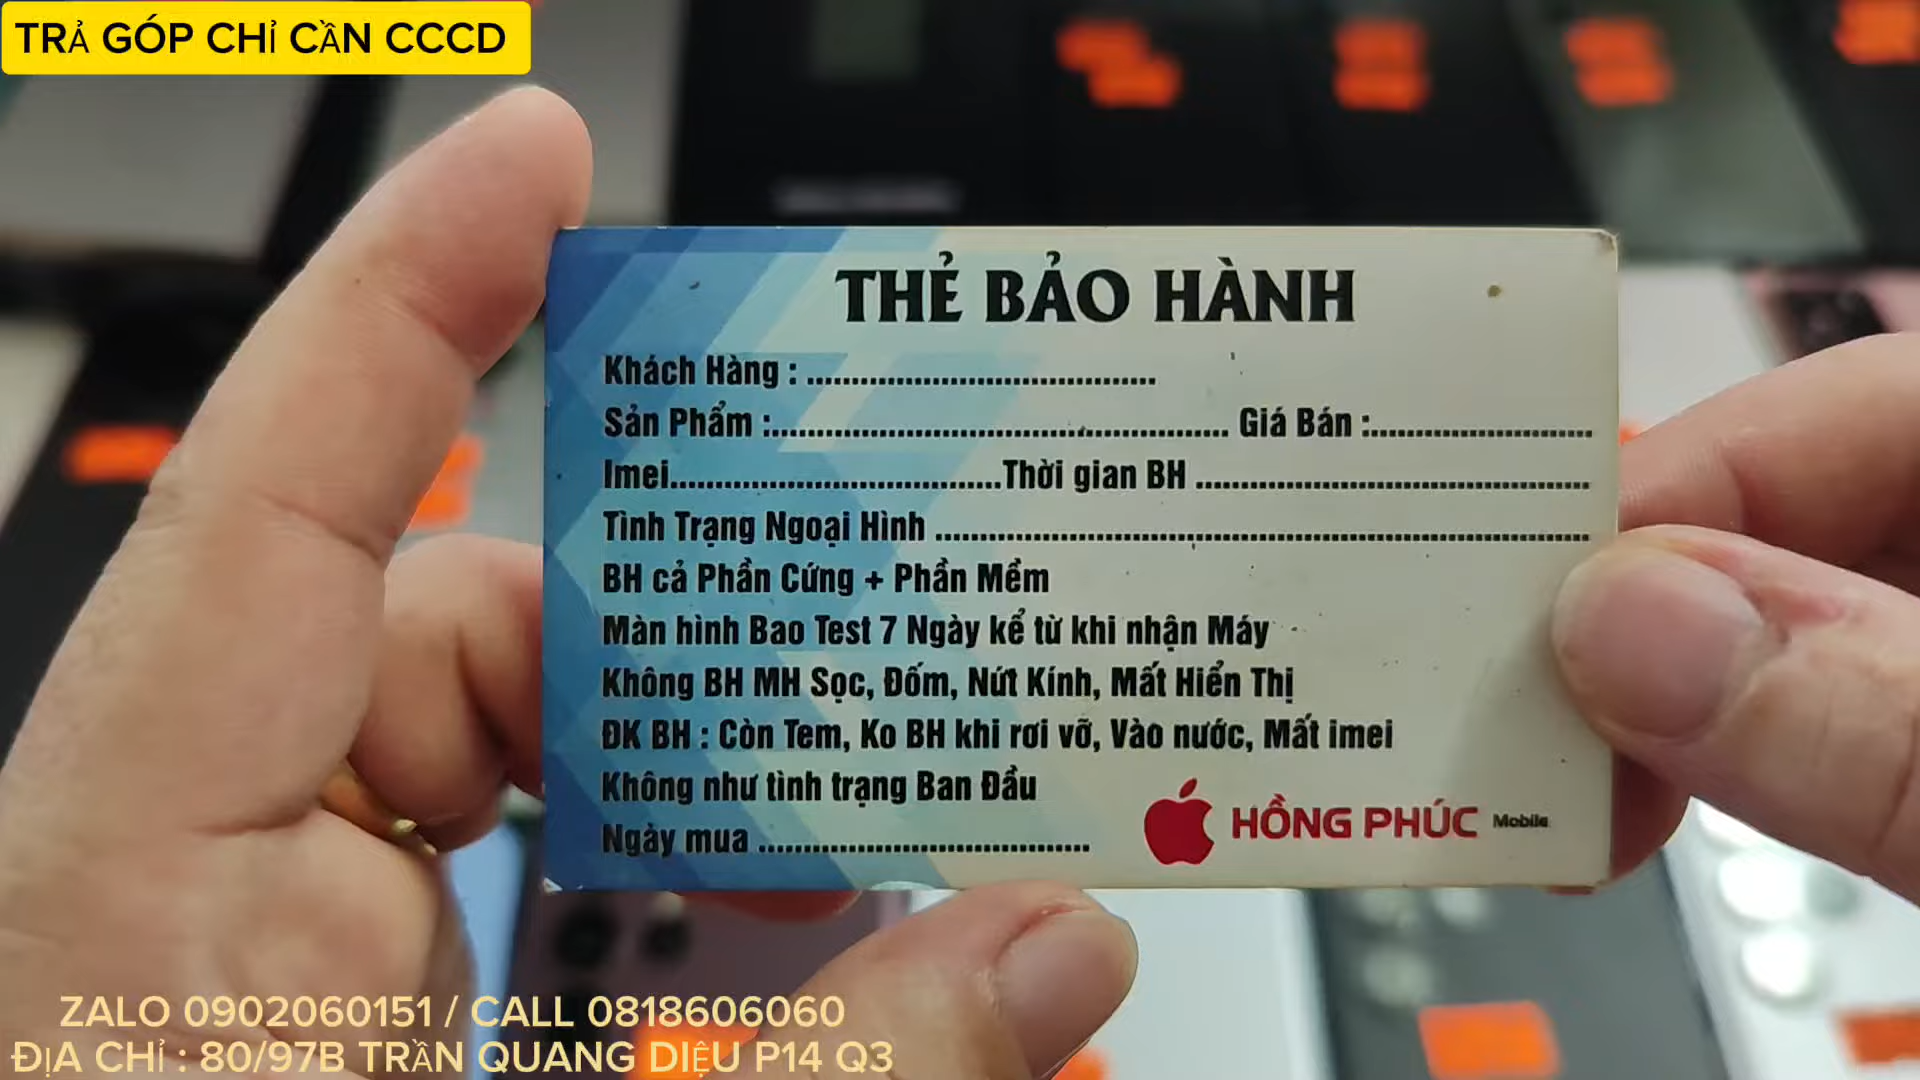 TRẢ GÓP CHỈ CẦN CCCD
THẺ BẢO HÀNH
Khách Hàng : ........................................
Sản Phẩm :.................................................... Giá Bán :.........................
Imei.....................................Thời gian BH .............................................
Tình Trạng Ngoại Hình ...........................................................................
BH cả Phần Cứng + Phần Mềm
Màn hình Bao Test 7 Ngày kể từ khi nhận Máy
Không BH MH Sọc, Đốm, Nứt Kính, Mất Hiển Thị
ĐK BH : Còn Tem, Ko BH khi rơi vỡ, Vào nước, Mất imei
Không như tình trạng Ban Đầu
Ngày mua ......................................
HỒNG PHÚC Mobile
ZALO 0902060151 / CALL 0818606060
ĐỊA CHỈ : 80/97B TRẦN QUANG DIỆU P14 Q3